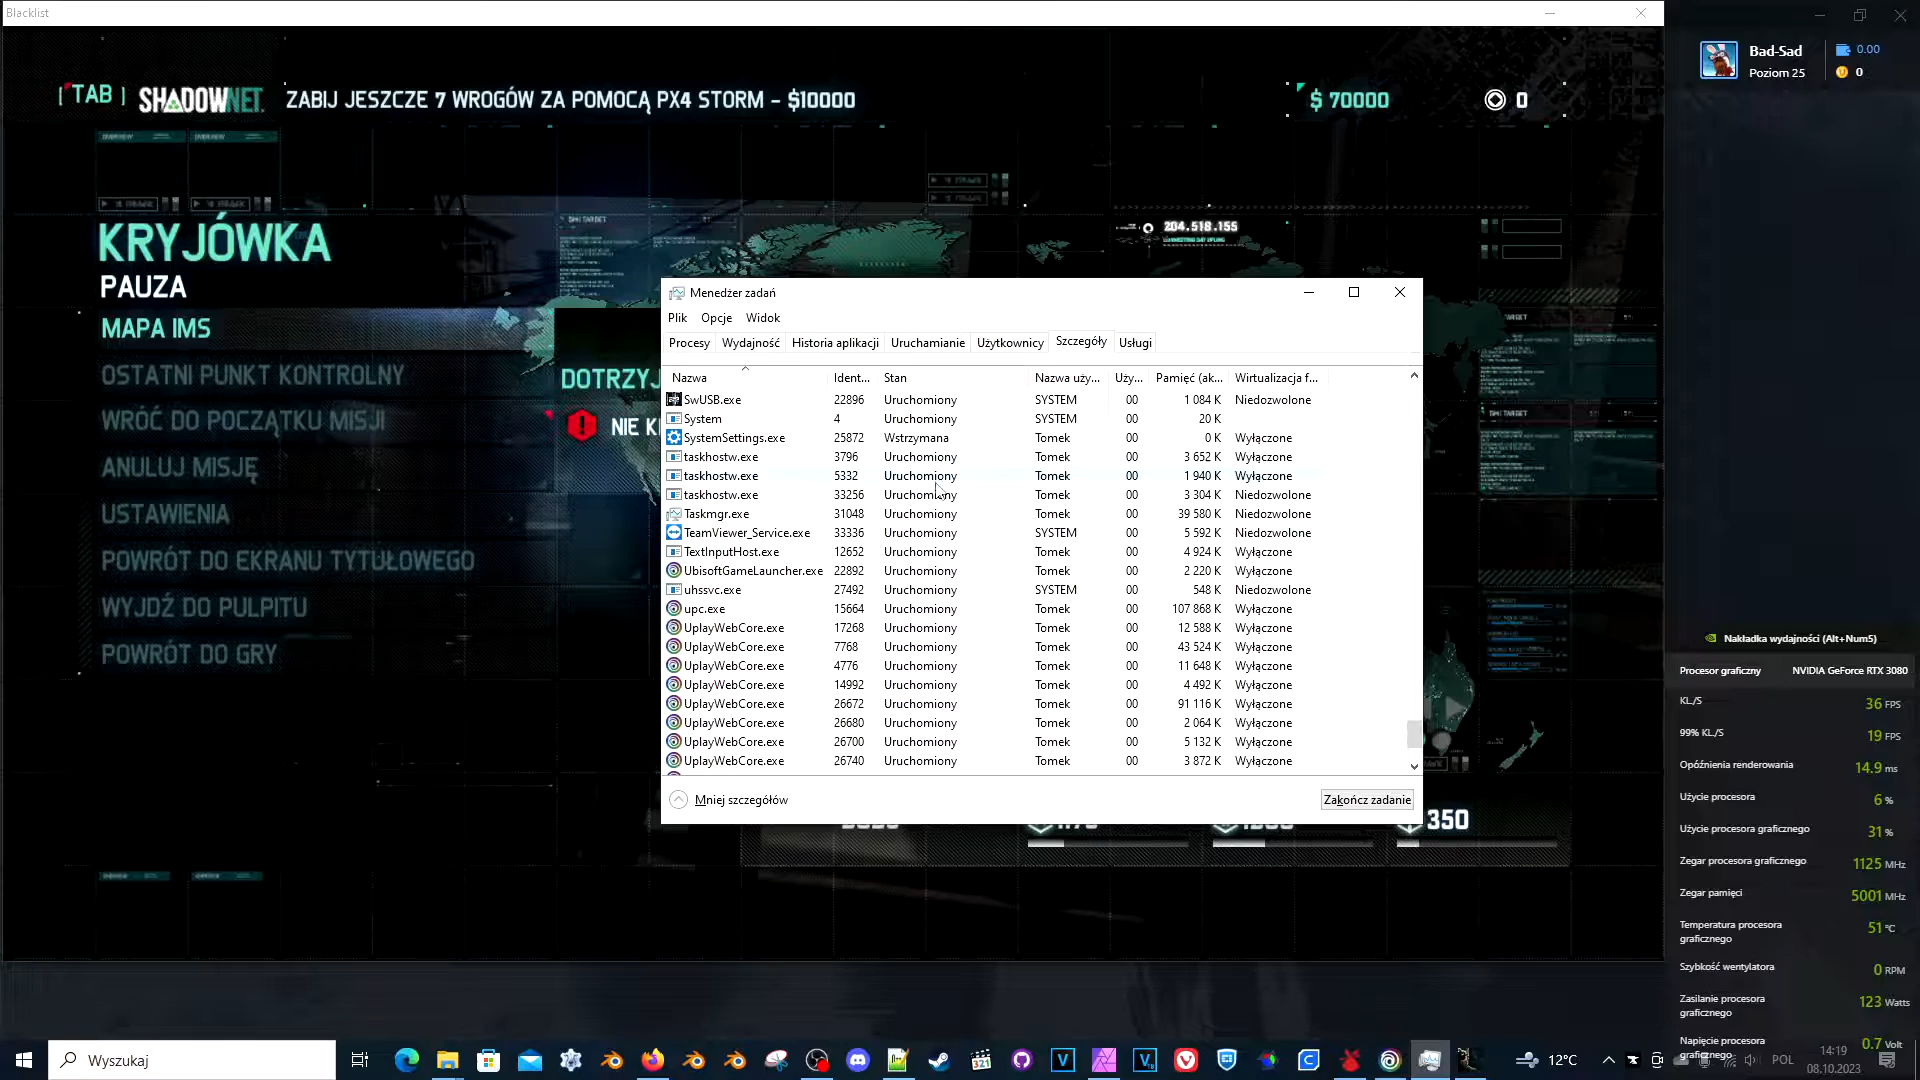 Blacklist
[ TAB ] SHADOWNET ZABIJ JESZCZE 7 WROGÓW ZA POMOCĄ PX4 STORM - $10000
$ 70000
0
Bad-Sad
Poziom 25
0.00
0
204.518.155
KRYJÓWKA
PAUZA
MAPA IMS
OSTATNI PUNKT KONTROLNY
WRÓĆ DO POCZĄTKU MISJI
ANULUJ MISJĘ
USTAWIENIA
POWRÓT DO EKRANU TYTUŁOWEGO
WYJDŹ DO PULPITU
POWRÓT DO GRY
DOTRZYJ
NIE K
Menedżer zadań
Plik Opcje Widok
Procesy Wydajność Historia aplikacji Uruchamianie Użytkownicy Szczegóły Usługi
Nazwa Ident... Stan Nazwa uży... Uży... Pamięć (ak... Wirtualizacja f...
SwUSB.exe 22896 Uruchomiony SYSTEM 00 1 084 K Niedozwolone
System 4 Uruchomiony SYSTEM 00 20 K
SystemSettings.exe 25872 Wstrzymana Tomek 00 0 K Wyłączone
taskhostw.exe 3796 Uruchomiony Tomek 00 3 652 K Wyłączone
taskhostw.exe 5332 Uruchomiony Tomek 00 1 940 K Wyłączone
taskhostw.exe 33256 Uruchomiony Tomek 00 3 304 K Niedozwolone
Taskmgr.exe 31048 Uruchomiony Tomek 00 39 580 K Niedozwolone
TeamViewer_Service.exe 33336 Uruchomiony SYSTEM 00 5 592 K Niedozwolone
TextInputHost.exe 12652 Uruchomiony Tomek 00 4 924 K Wyłączone
UbisoftGameLauncher.exe 22892 Uruchomiony Tomek 00 2 220 K Wyłączone
uhssvc.exe 27492 Uruchomiony SYSTEM 00 548 K Niedozwolone
upc.exe 15664 Uruchomiony Tomek 00 107 868 K Wyłączone
UplayWebCore.exe 17268 Uruchomiony Tomek 00 12 588 K Wyłączone
UplayWebCore.exe 7768 Uruchomiony Tomek 00 43 524 K Wyłączone
UplayWebCore.exe 4776 Uruchomiony Tomek 00 11 648 K Wyłączone
UplayWebCore.exe 14992 Uruchomiony Tomek 00 4 492 K Wyłączone
UplayWebCore.exe 26672 Uruchomiony Tomek 00 91 116 K Wyłączone
UplayWebCore.exe 26680 Uruchomiony Tomek 00 2 064 K Wyłączone
UplayWebCore.exe 26700 Uruchomiony Tomek 00 5 132 K Wyłączone
UplayWebCore.exe 26740 Uruchomiony Tomek 00 3 872 K Wyłączone
Mniej szczegółów
Zakończ zadanie
350
Nakładka wydajności (Alt+Num5)
Procesor graficzny NVIDIA GeForce RTX 3080
KL./S 36 FPS
99% KL./S 19 FPS
Opóźnienia renderowania 14.9 ms
Użycie procesora 6 %
Użycie procesora graficznego 31 %
Zegar procesora graficznego 1125 MHz
Zegar pamięci 5001 MHz
Temperatura procesora graficznego 51 °C
Szybkość wentylatora 0 RPM
Zasilanie procesora graficznego 123 Watts
Napięcie procesora graficznego 0.7 Volt
Wyszukaj
12°C
POL
14:19
08.10.2023